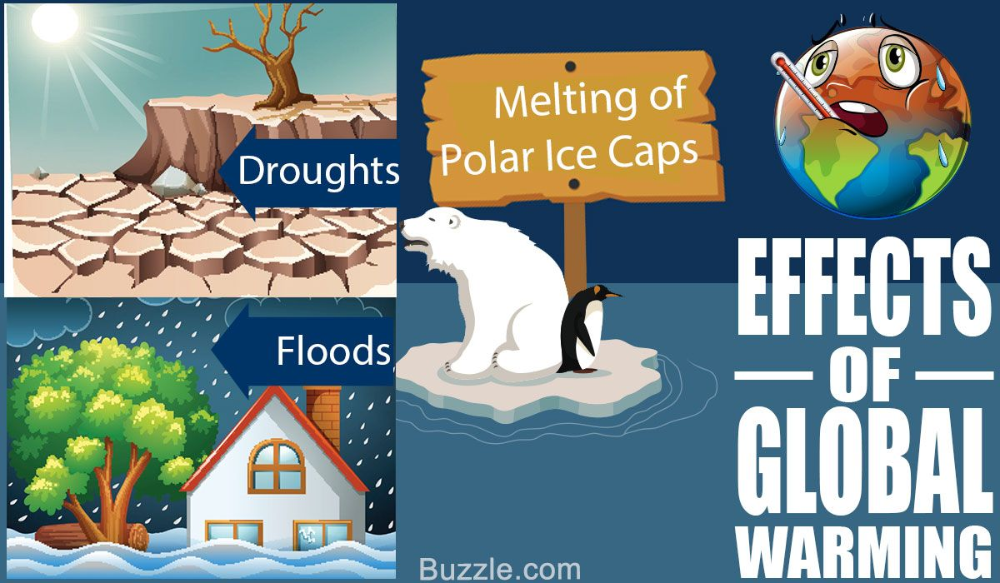 Droughts
Floods
Melting of
Polar Ice Caps
EFFECTS
OF
GLOBAL
WARMING
Buzzle.com